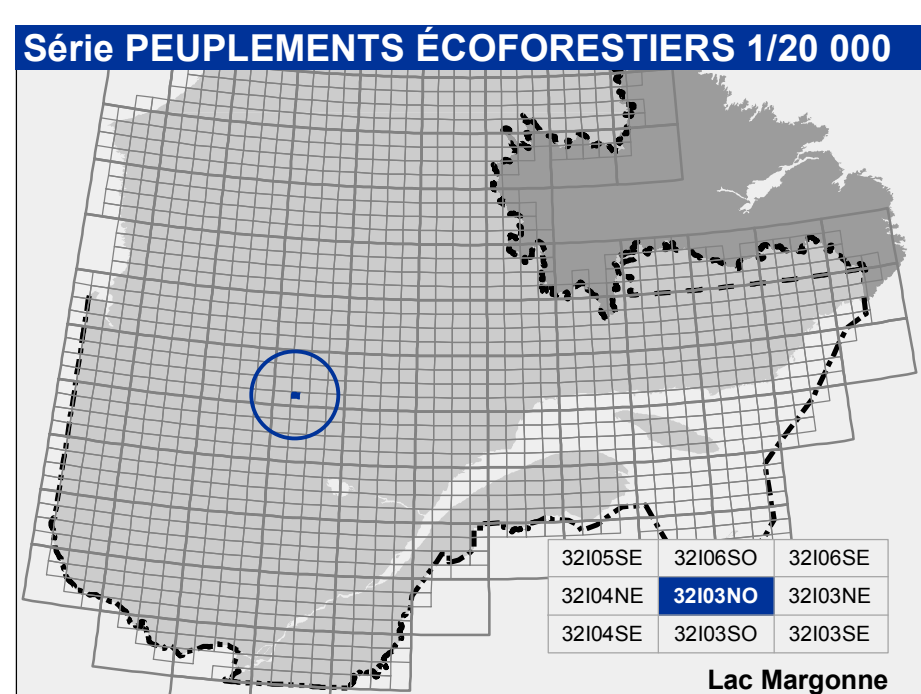 Série PEUPLEMENTS ÉCOFORESTIERS 1/20 000
32I05SE 32I06SO 32I06SE
32I04NE 32I03NO 32I03NE
32I04SE 32I03SO 32I03SE
Lac Margonne